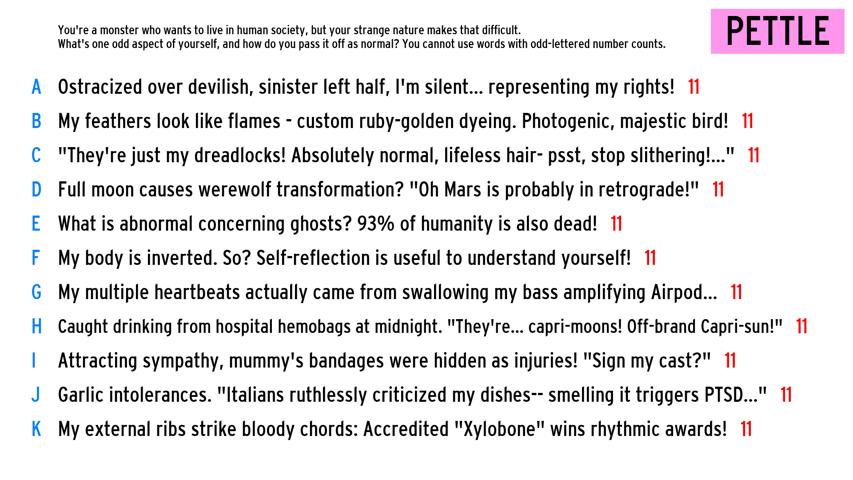 You're a monster who wants to live in human society, but your strange nature makes that difficult.
What's one odd aspect of yourself, and how do you pass it off as normal? You cannot use words with odd-lettered number counts.
PETTLE
A Ostracized over devilish, sinister left half, I'm silent... representing my rights! 11
B My feathers look like flames - custom ruby-golden dyeing. Photogenic, majestic bird! 11
C "They're just my dreadlocks! Absolutely normal, lifeless hair- psst, stop slithering!..." 11
D Full moon causes werewolf transformation? "Oh Mars is probably in retrograde!" 11
E What is abnormal concerning ghosts? 93% of humanity is also dead! 11
F My body is inverted. So? Self-reflection is useful to understand yourself! 11
G My multiple heartbeats actually came from swallowing my bass amplifying Airpod... 11
H Caught drinking from hospital hemobags at midnight. "They're... capri-moons! Off-brand Capri-sun!" 11
I Attracting sympathy, mummy's bandages were hidden as injuries! "Sign my cast?" 11
J Garlic intolerances. "Italians ruthlessly criticized my dishes-- smelling it triggers PTSD..." 11
K My external ribs strike bloody chords: Accredited "Xylobone" wins rhythmic awards! 11